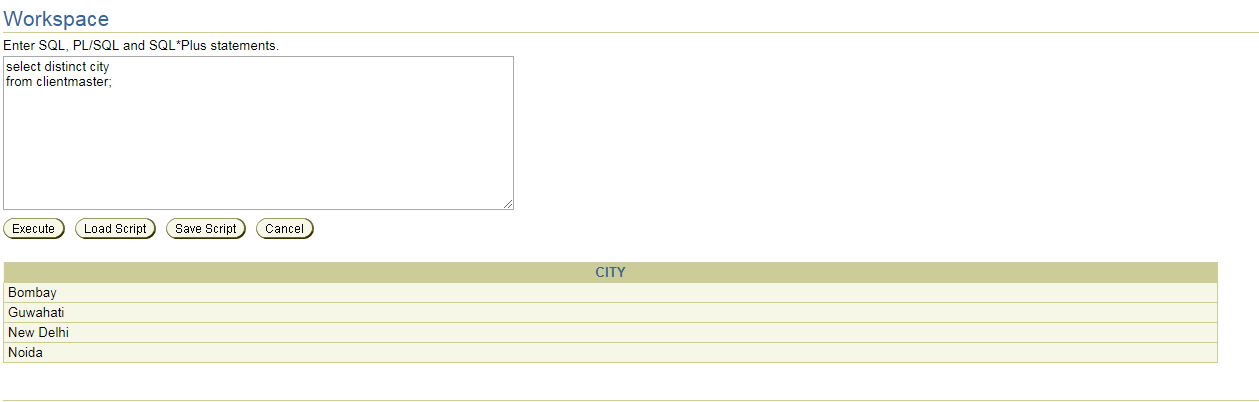 Workspace
Enter SQL, PL/SQL and SQL*Plus statements.
select distinct city
from clientmaster;
Execute Load Script Save Script Cancel
CITY
Bombay
Guwahati
New Delhi
Noida